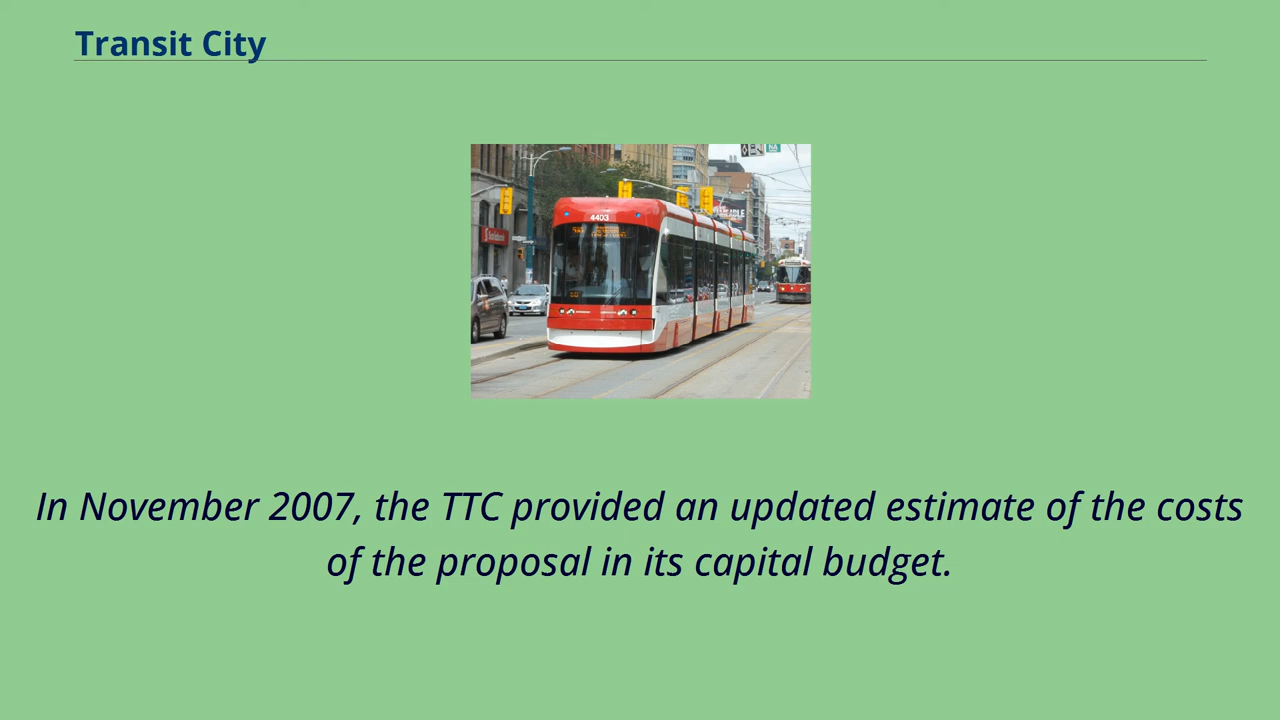 Transit City
4403
Scotiabank
In November 2007, the TTC provided an updated estimate of the costs
of the proposal in its capital budget.